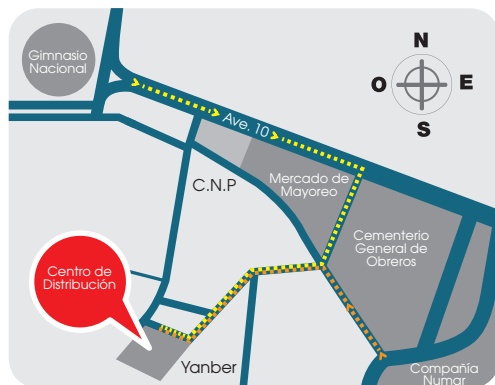 Gimnasio
Nacional
N
O
E
S
Ave. 10
C.N.P
Mercado de
Mayoreo
Cementerio
General de
Obreros
Centro de
Distribución
Yanber
Compañía
Numar